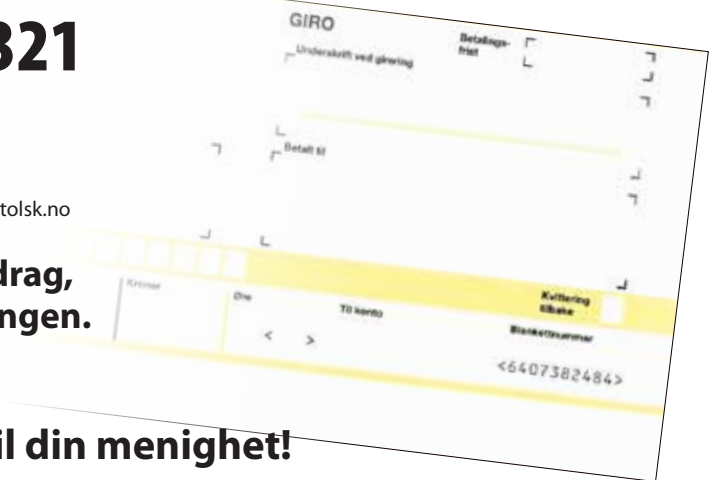 321
tolsk.no
drag,
ngen.
il din menighet!
GIRO
Betalings-
frist
Underskrift ved girering
Betalt til
Kvittering
tilbake
Kroner
Øre
Til konto
Blankettnummer
< >
<6407382484>